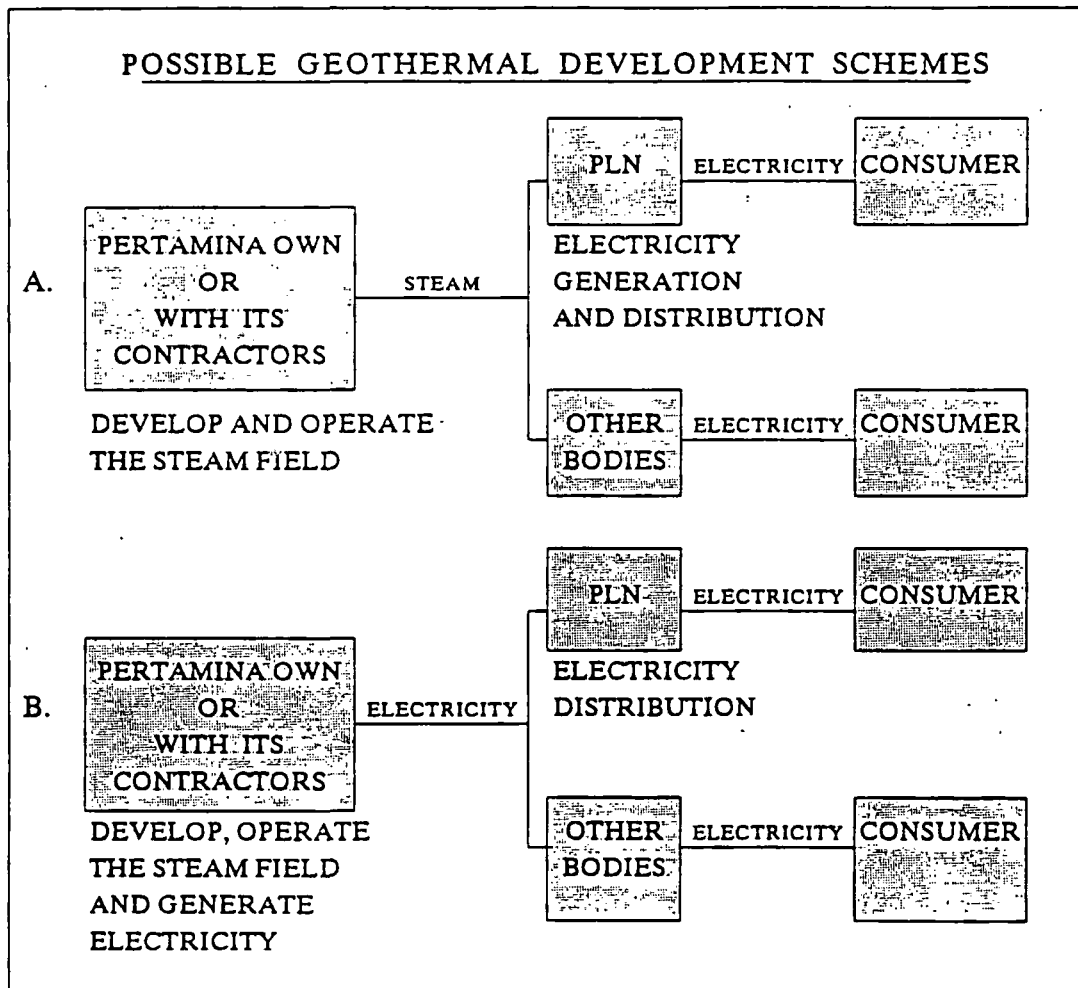 POSSIBLE GEOTHERMAL DEVELOPMENT SCHEMES
A.
PERTAMINA OWN
OR
WITH ITS
CONTRACTORS
DEVELOP AND OPERATE
THE STEAM FIELD
STEAM
PLN
ELECTRICITY
GENERATION
AND DISTRIBUTION
ELECTRICITY
CONSUMER
OTHER
BODIES
ELECTRICITY
CONSUMER
B.
PERTAMINA OWN
OR
WITH ITS
CONTRACTORS
DEVELOP, OPERATE
THE STEAM FIELD
AND GENERATE
ELECTRICITY
ELECTRICITY
PLN
ELECTRICITY
DISTRIBUTION
ELECTRICITY
CONSUMER
OTHER
BODIES
ELECTRICITY
CONSUMER